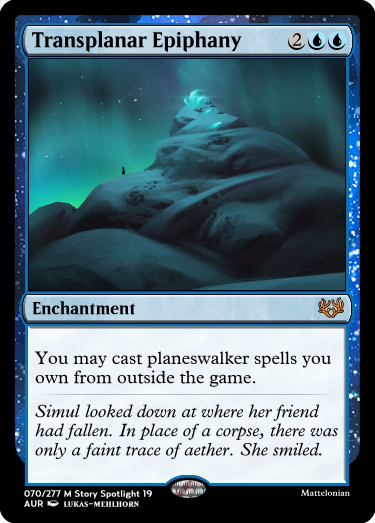 Transplanar Epiphany 2
Enchantment
You may cast planeswalker spells you
own from outside the game.
Simul looked down at where her friend
had fallen. In place of a corpse, there was
only a faint trace of aether. She smiled.
070/277 M Story Spotlight 19 Mattelonian
AUR LUKAS-MEHLHORN